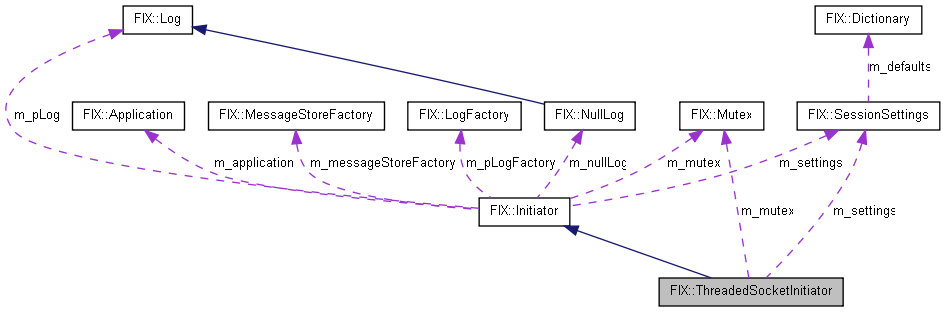 FIX::Log
FIX::Dictionary
m_defaults
m_pLog
FIX::Application
FIX::MessageStoreFactory
FIX::LogFactory
FIX::NullLog
FIX::Mutex
FIX::SessionSettings
m_application
m_messageStoreFactory
m_pLogFactory
m_nullLog
m_mutex
m_settings
FIX::Initiator
m_mutex
m_settings
FIX::ThreadedSocketInitiator